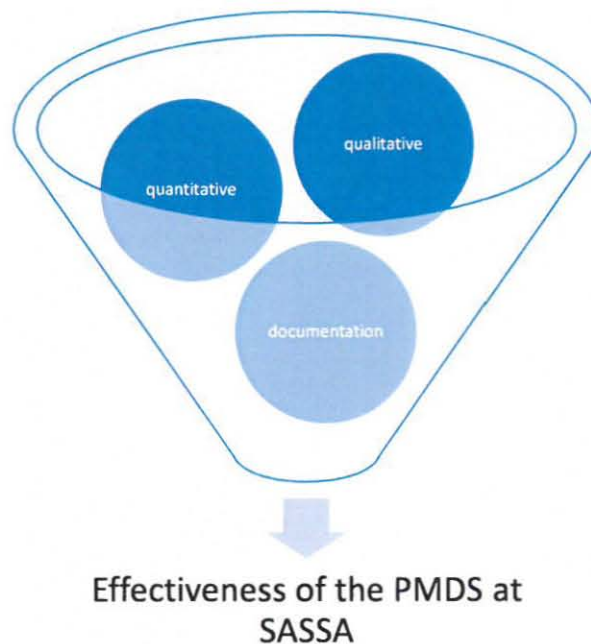 qualitative
quantitative
documentation
Effectiveness of the PMDS at
SASSA